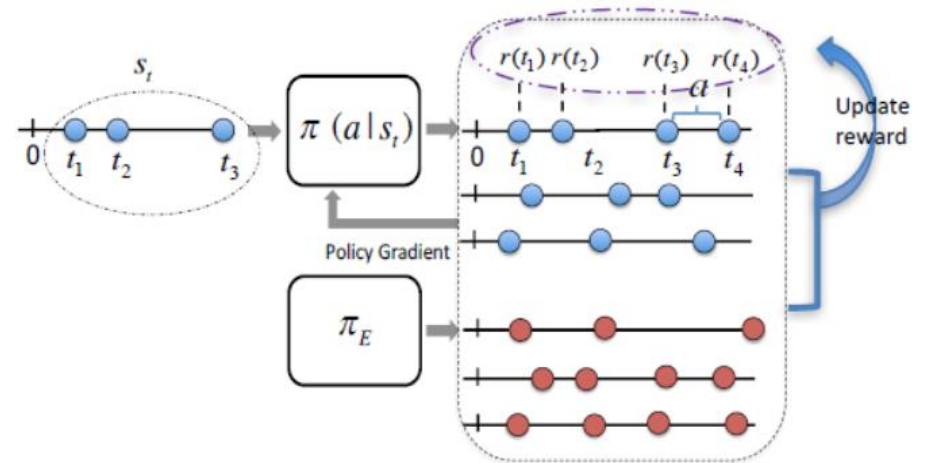 s_t
0 t_1 t_2 t_3
π (a | s_t)
r(t_1) r(t_2) r(t_3) r(t_4)
a
0 t_1 t_2 t_3 t_4
Update
reward
Policy Gradient
π_E